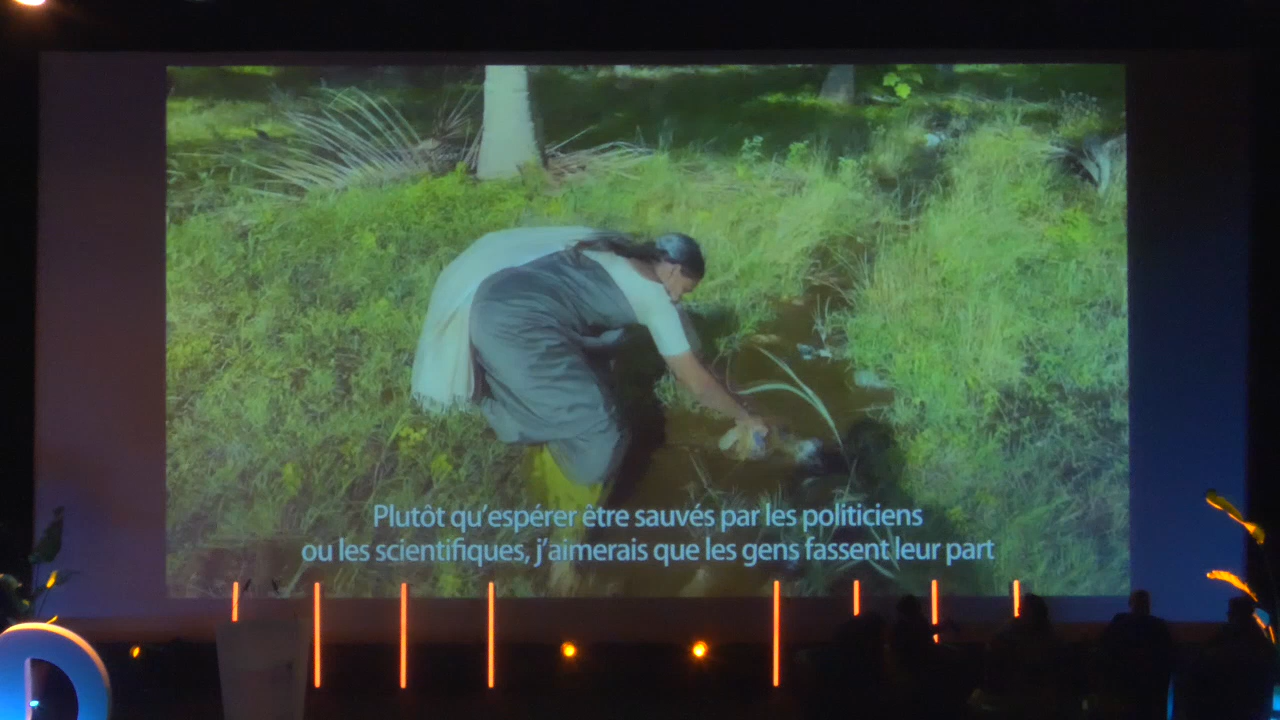 Plutôt qu'espérer être sauvés par les politiciens
ou les scientifiques, j'aimerais que les gens fassent leur part